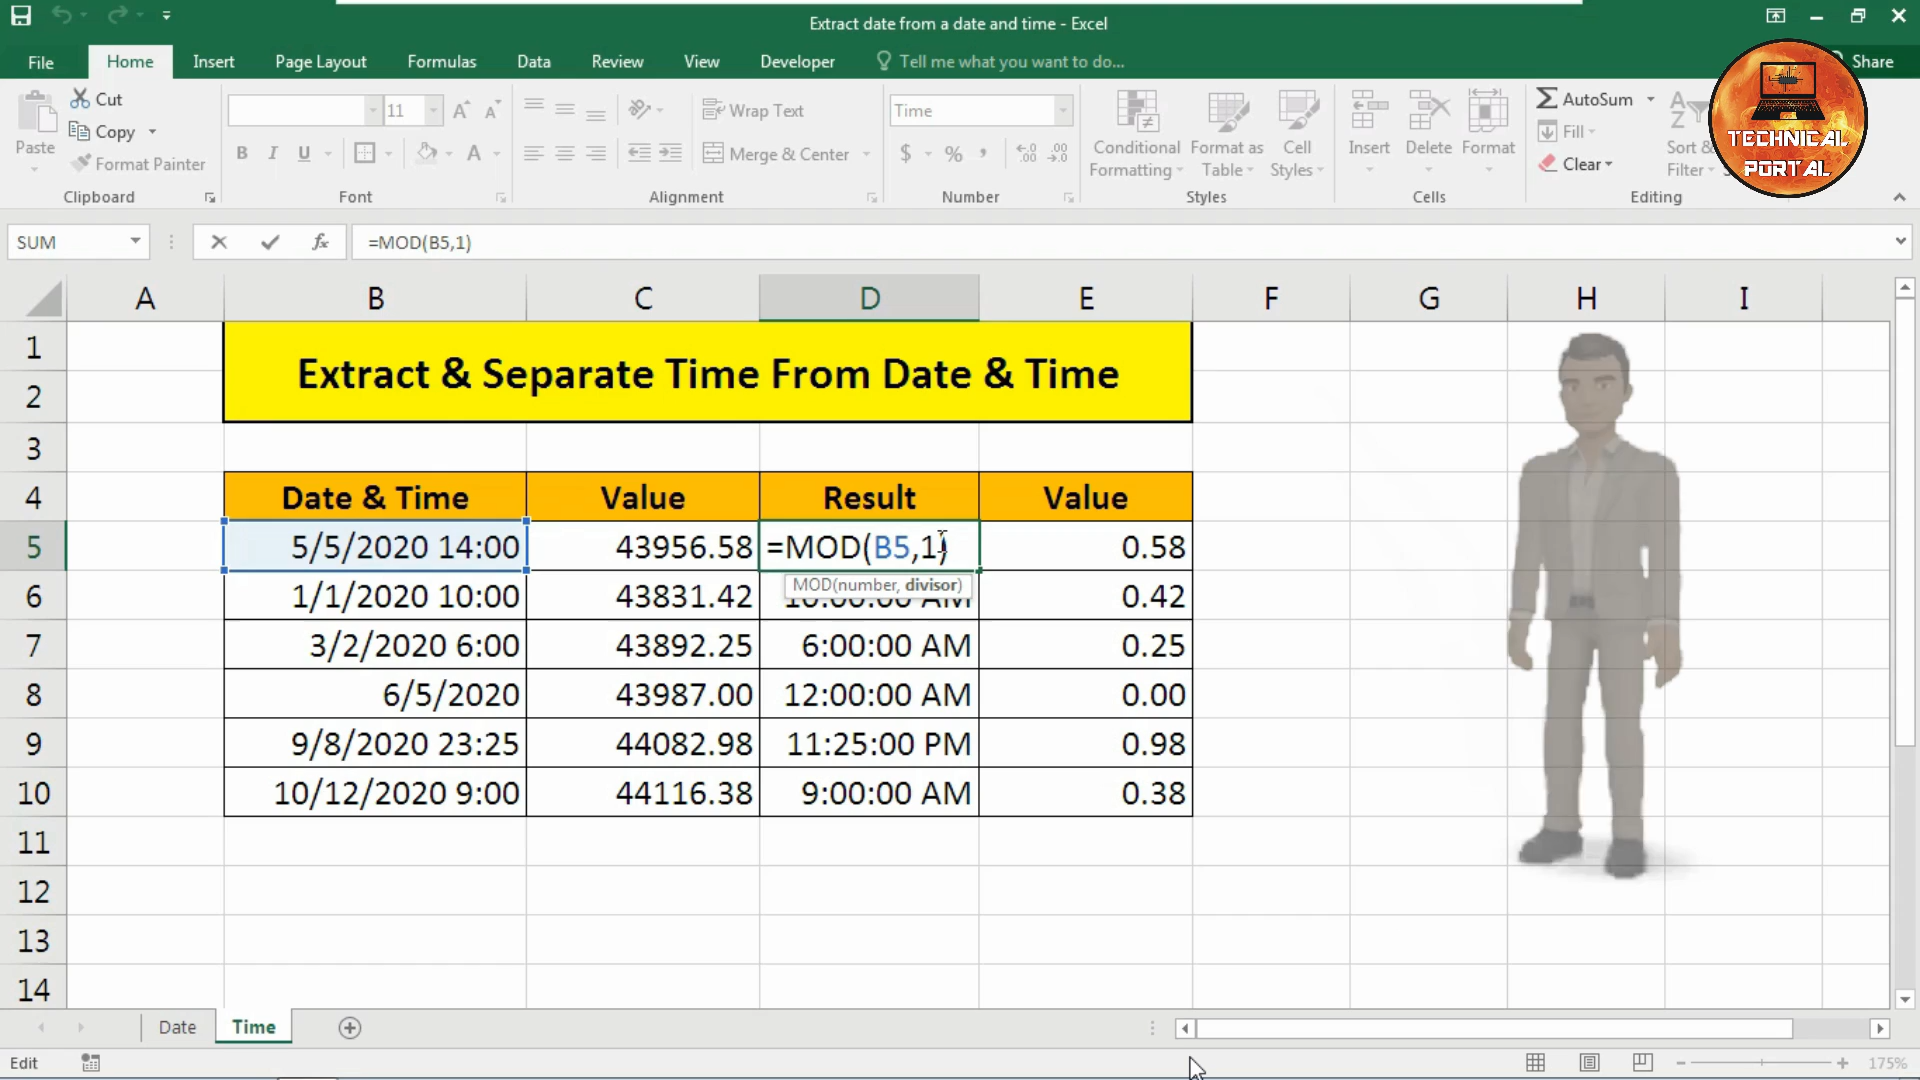 Extract date from a date and time - Excel
File Home Insert Page Layout Formulas Data Review View Developer Tell me what you want to do... Share
Paste Cut Copy Format Painter Clipboard
11 B I U A Font
Wrap Text Merge & Center Alignment
Time $ % , Number
Conditional Formatting Format as Table Cell Styles Styles
Insert Delete Format Cells
AutoSum Fill Clear Sort & Filter Editing
TECHNICAL PORTAL
SUM fx =MOD(B5,1)
A B C D E F G H I
1 Extract & Separate Time From Date & Time
2
3
4 Date & Time Value Result Value
5 5/5/2020 14:00 43956.58 =MOD(B5,1) 0.58
MOD(number, divisor)
6 1/1/2020 10:00 43831.42 10:00:00 AM 0.42
7 3/2/2020 6:00 43892.25 6:00:00 AM 0.25
8 6/5/2020 43987.00 12:00:00 AM 0.00
9 9/8/2020 23:25 44082.98 11:25:00 PM 0.98
10 10/12/2020 9:00 44116.38 9:00:00 AM 0.38
11
12
13
14
Date Time
Edit 175%